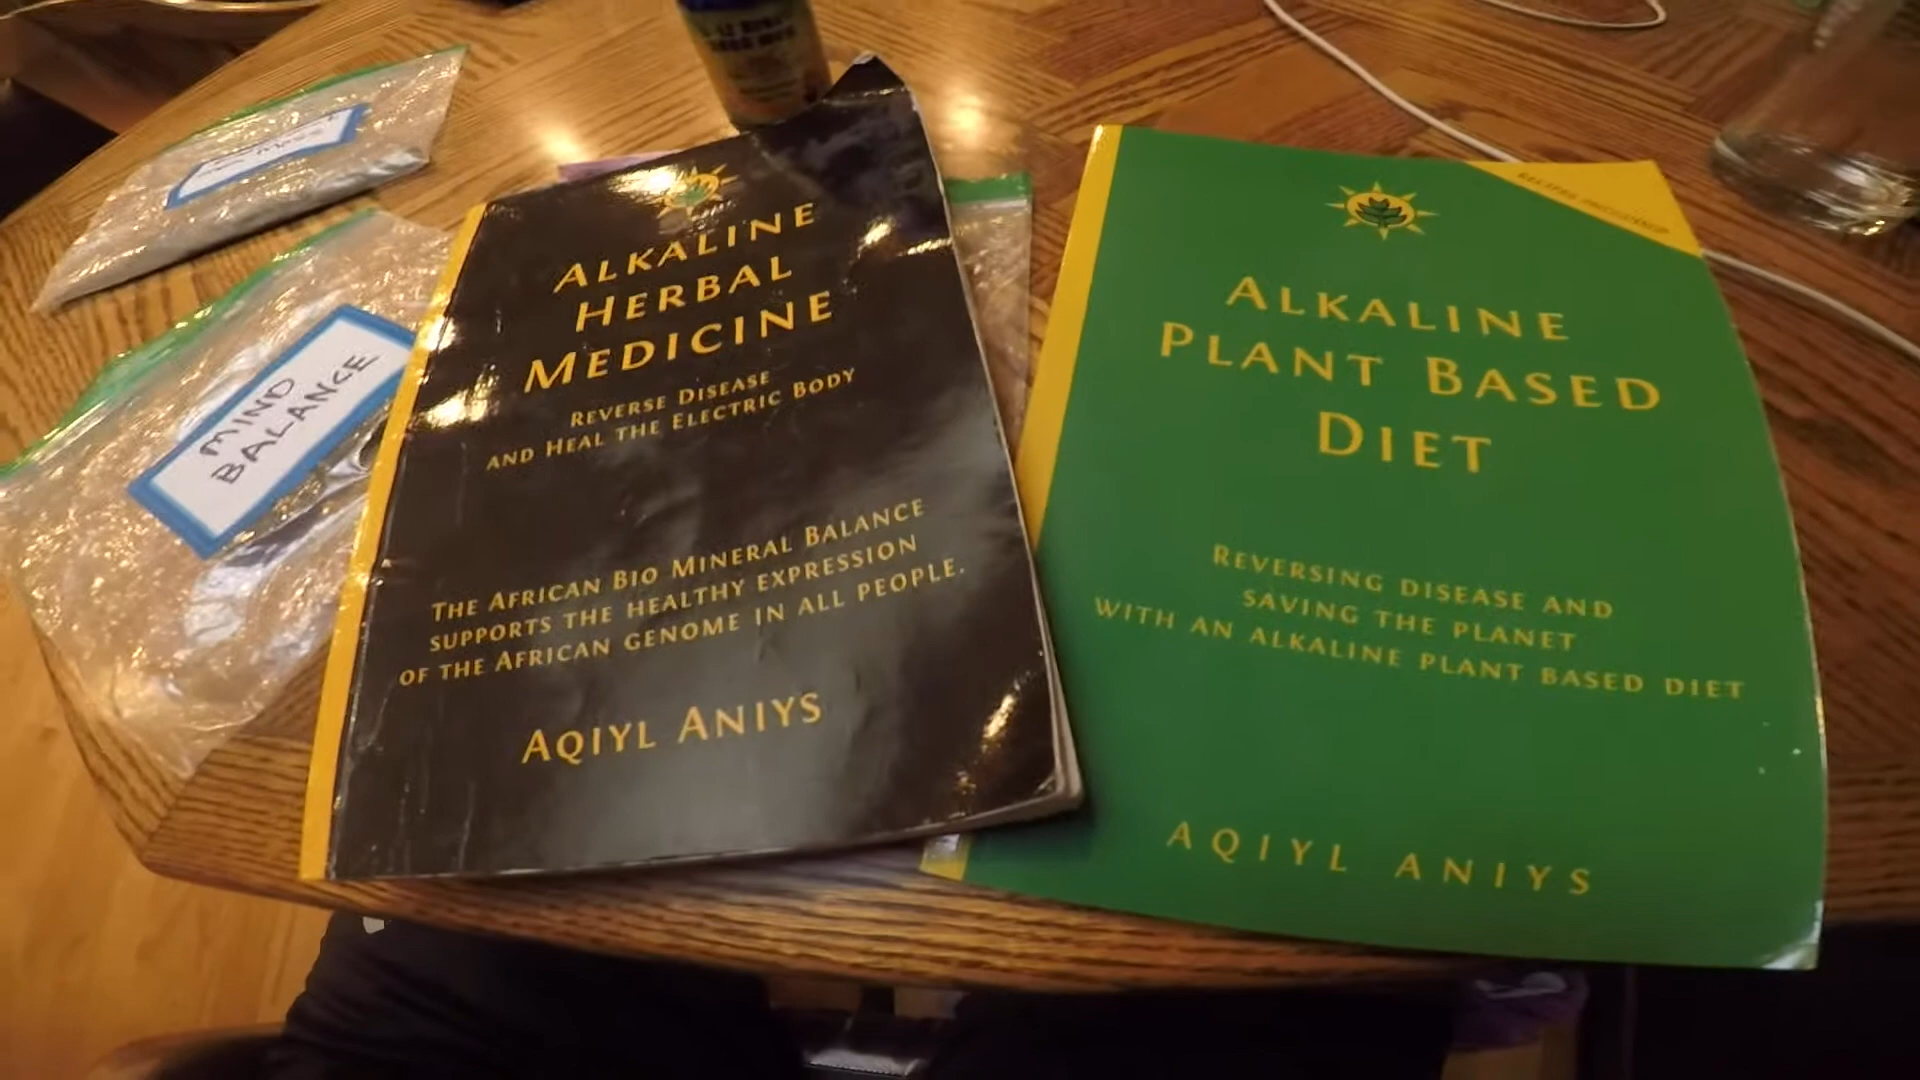 MIND
BALANCE
ALKALINE
HERBAL
MEDICINE
REVERSE DISEASE
AND HEAL THE ELECTRIC BODY
THE AFRICAN BIO MINERAL BALANCE
SUPPORTS THE HEALTHY EXPRESSION
OF THE AFRICAN GENOME IN ALL PEOPLE.
AQIYL ANIYS
RECIPES INCLUDED
ALKALINE
PLANT BASED
DIET
REVERSING DISEASE AND
SAVING THE PLANET
WITH AN ALKALINE PLANT BASED DIET
AQIYL ANIYS